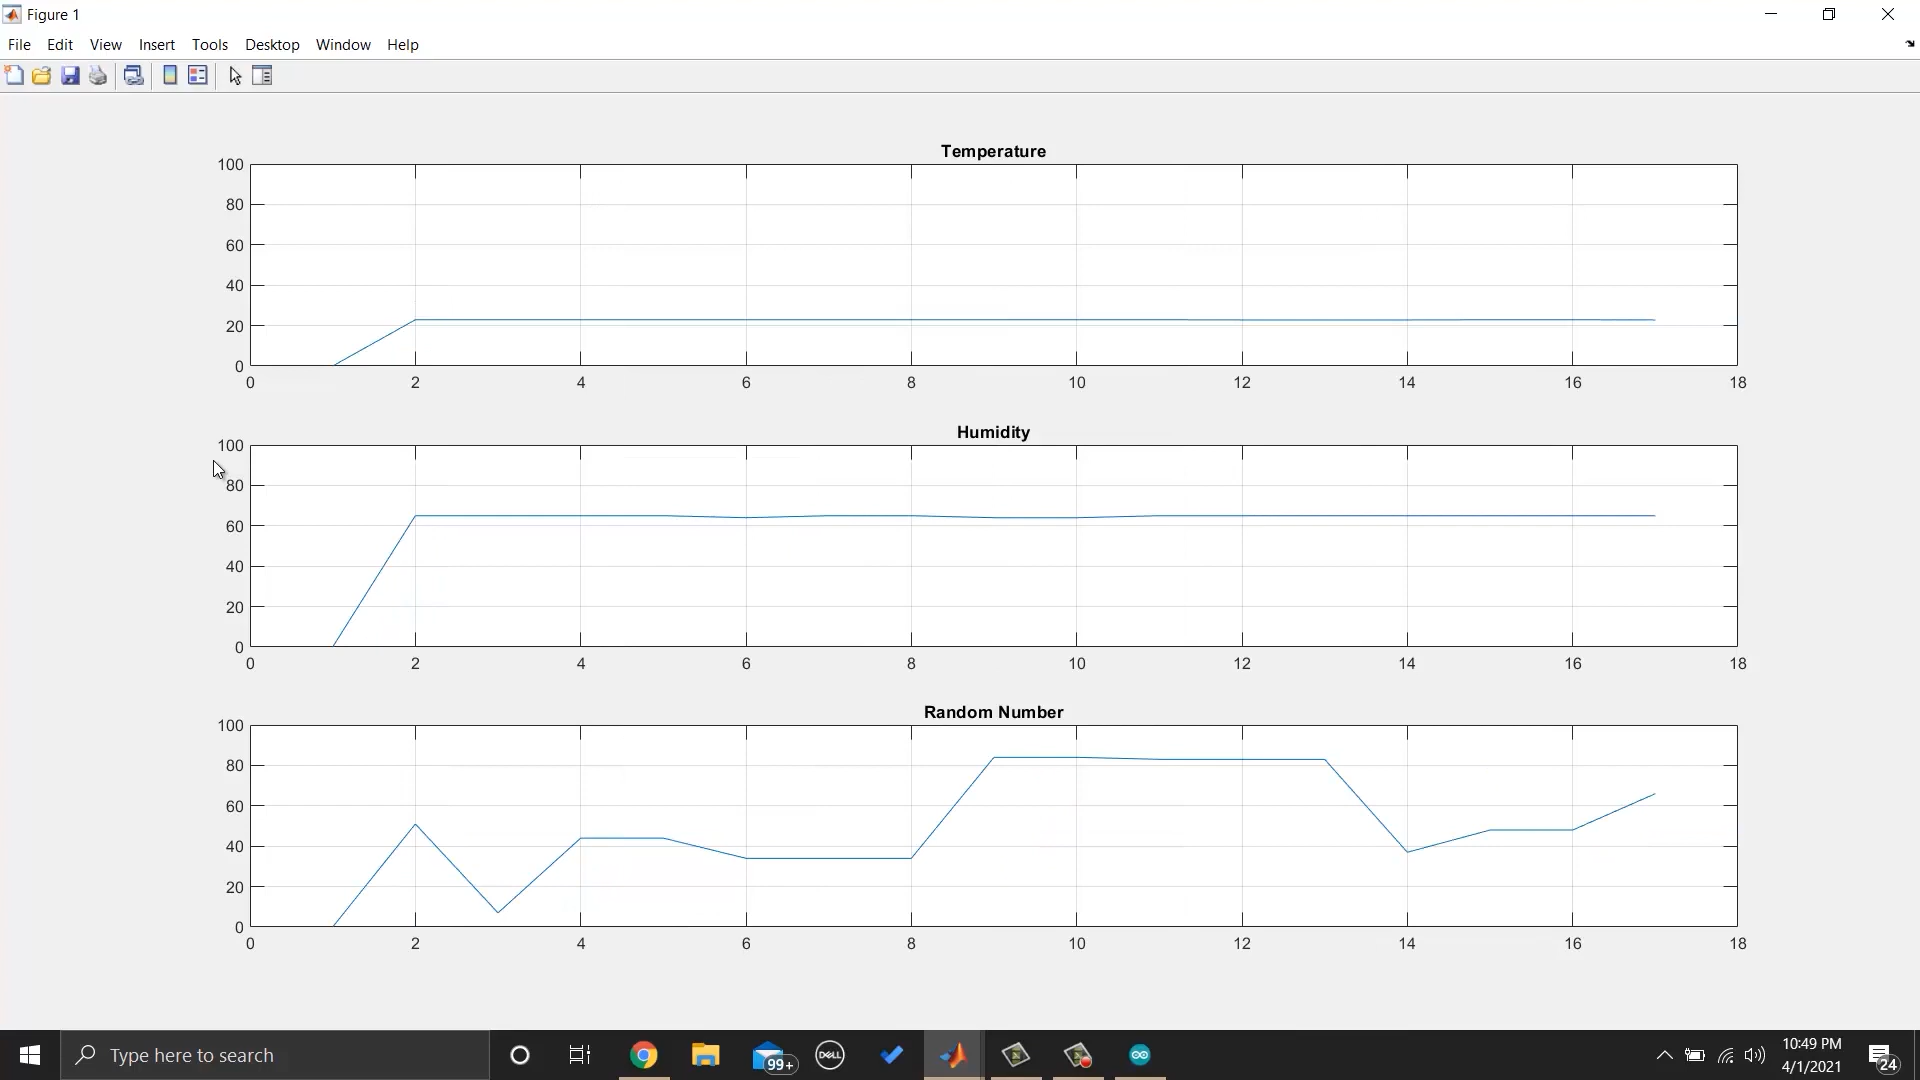 Figure 1
File Edit View Insert Tools Desktop Window Help
Temperature
100
80
60
40
20
0
0 2 4 6 8 10 12 14 16 18
Humidity
100
80
60
40
20
0
0 2 4 6 8 10 12 14 16 18
Random Number
100
80
60
40
20
0
0 2 4 6 8 10 12 14 16 18
Type here to search
99+
DELL
10:49 PM
4/1/2021
24